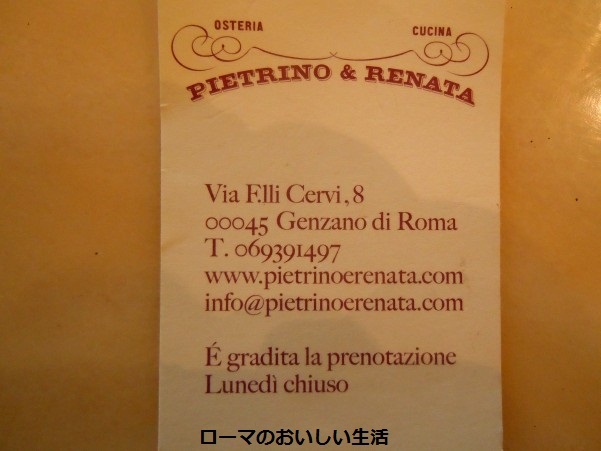 OSTERIA CUCINA
PIETRINO & RENATA
Via F.lli Cervi, 8
00045 Genzano di Roma
T. 069391497
www.pietrinoerenata.com
info@pietrinoerenata.com
É gradita la prenotazione
Lunedì chiuso
ローマのおいしい生活